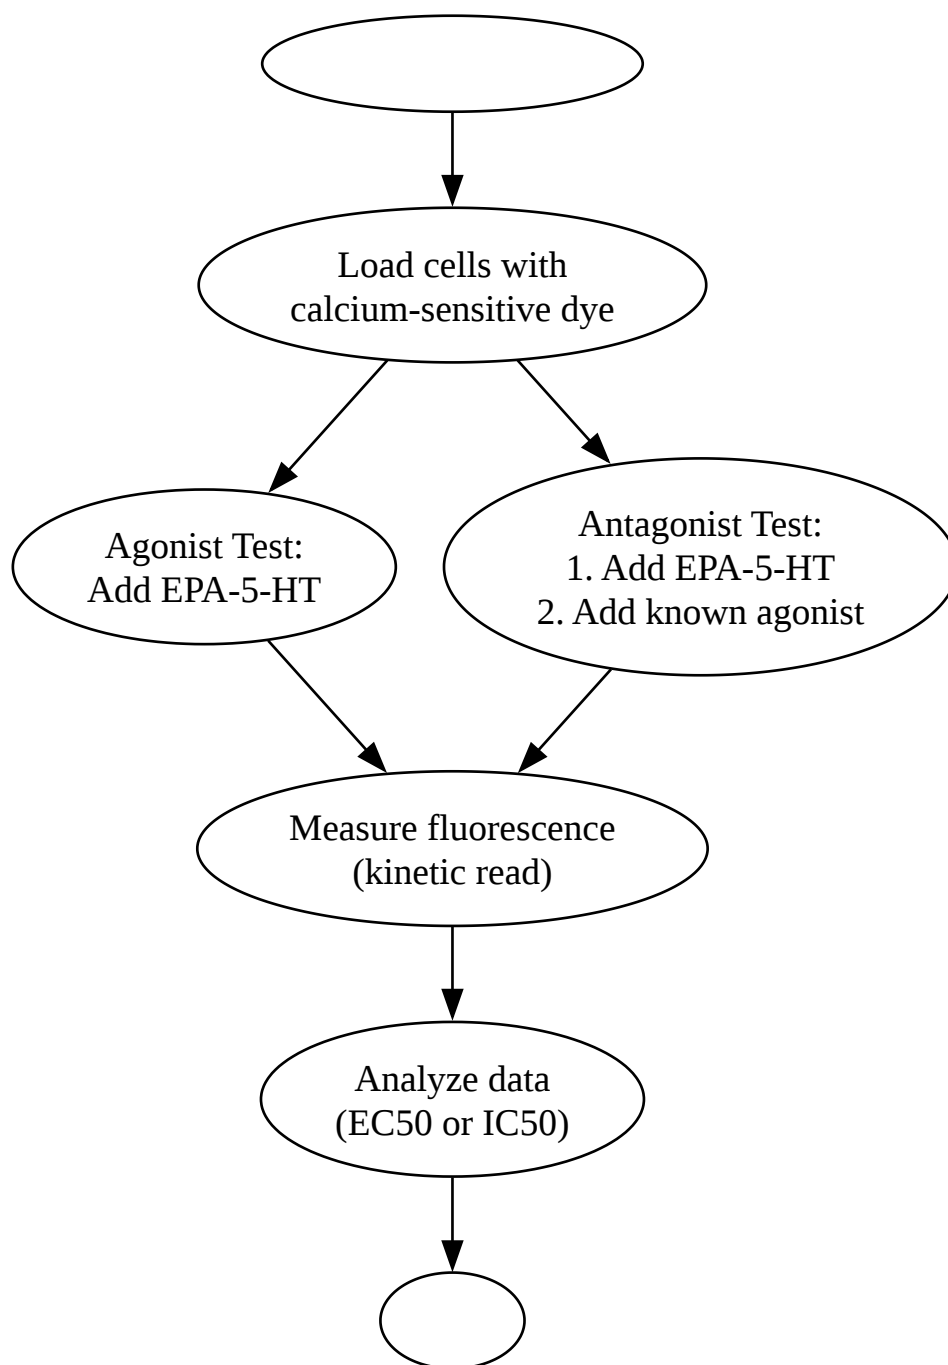 Load cells with
calcium-sensitive dye
Agonist Test:
Add EPA-5-HT
Antagonist Test:
1. Add EPA-5-HT
2. Add known agonist
Measure fluorescence
(kinetic read)
Analyze data
(EC50 or IC50)